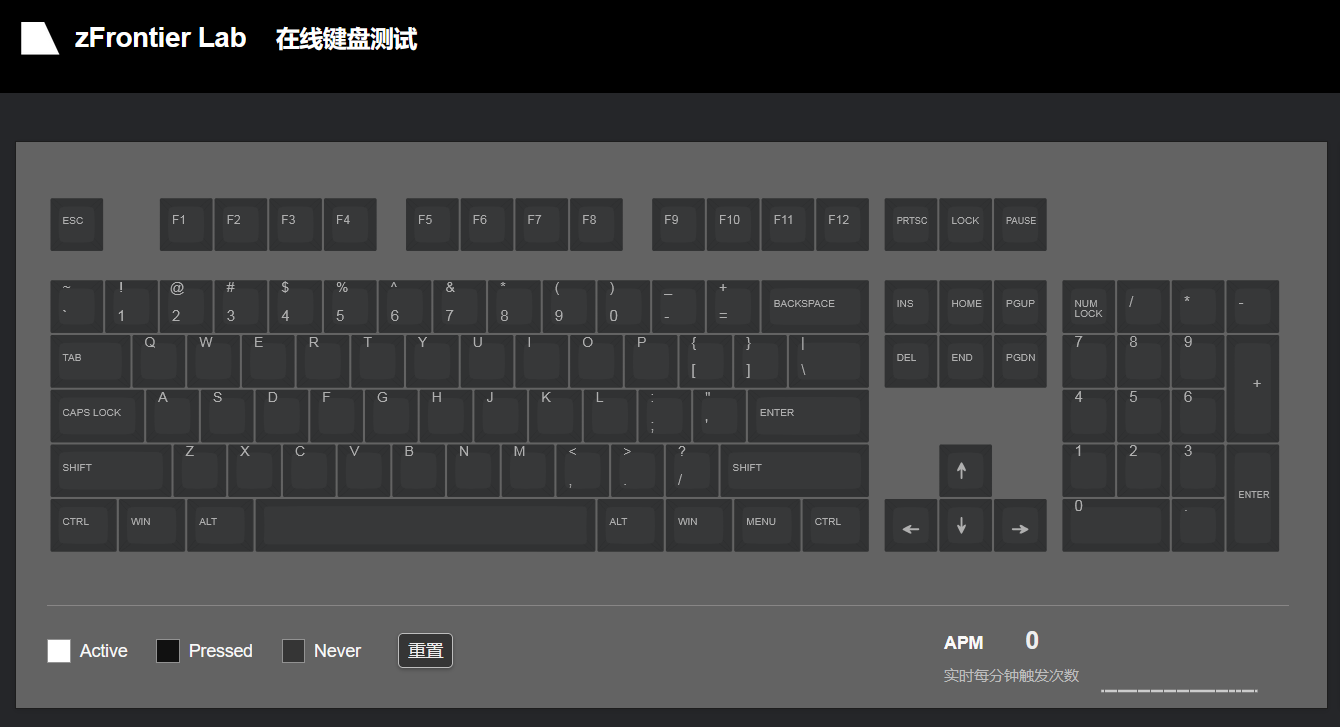 zFrontier Lab 在线键盘测试
ESC F1 F2 F3 F4 F5 F6 F7 F8 F9 F10 F11 F12 PRTSC LOCK PAUSE
~ ! @ # $ % ^ & * ( ) _ +
` 1 2 3 4 5 6 7 8 9 0 - = BACKSPACE INS HOME PGUP NUM LOCK / * -
TAB Q W E R T Y U I O P { } |
[ ] \ DEL END PGDN 7 8 9 +
CAPS LOCK A S D F G H J K L : "
; ' ENTER 4 5 6
SHIFT Z X C V B N M < > ?
, . / SHIFT ↑ 1 2 3 ENTER
CTRL WIN ALT ALT WIN MENU CTRL ← ↓ → 0 .
Active Pressed Never 重置 APM 0
实时每分钟触发次数